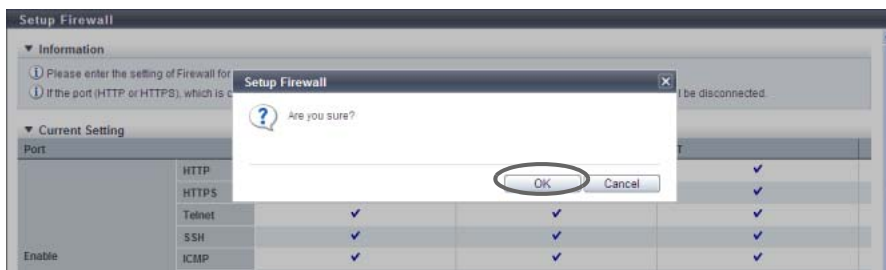 Setup Firewall
▼ Information
Please enter the setting of Firewall for
If the port (HTTP or HTTPS), which is c
l be disconnected.
Setup Firewall
Are you sure?
OK Cancel
▼ Current Setting
Port T
HTTP ✔
HTTPS ✔
Telnet ✔ ✔ ✔
SSH ✔ ✔ ✔
Enable ICMP ✔ ✔ ✔